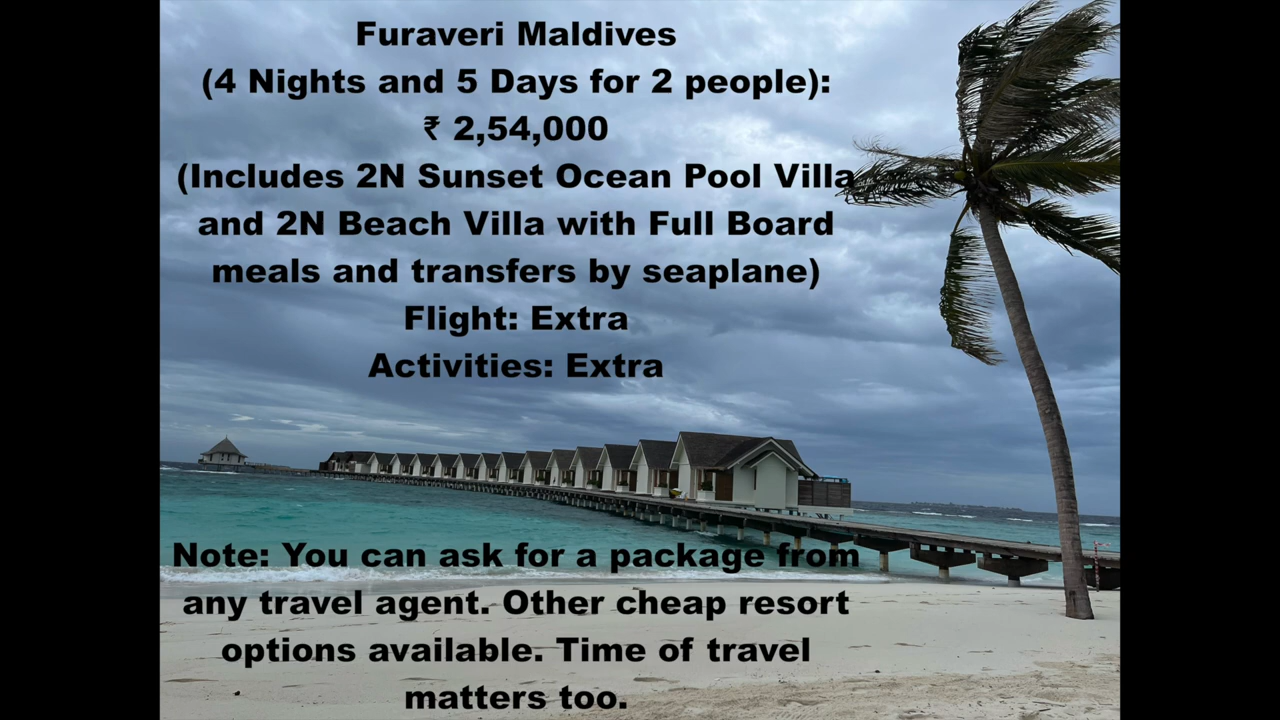 Furaveri Maldives
(4 Nights and 5 Days for 2 people):
₹ 2,54,000
(Includes 2N Sunset Ocean Pool Villa
and 2N Beach Villa with Full Board
meals and transfers by seaplane)
Flight: Extra
Activities: Extra
Note: You can ask for a package from
any travel agent. Other cheap resort
options available. Time of travel
matters too.